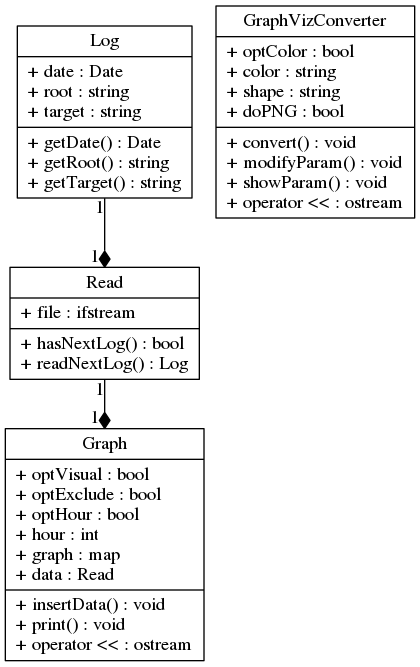 Log
+ date : Date
+ root : string
+ target : string
+ getDate() : Date
+ getRoot() : string
+ getTarget() : string
1
1
Read
+ file : ifstream
+ hasNextLog() : bool
+ readNextLog() : Log
1
1
Graph
+ optVisual : bool
+ optExclude : bool
+ optHour : bool
+ hour : int
+ graph : map
+ data : Read
+ insertData() : void
+ print() : void
+ operator << : ostream
GraphVizConverter
+ optColor : bool
+ color : string
+ shape : string
+ doPNG : bool
+ convert() : void
+ modifyParam() : void
+ showParam() : void
+ operator << : ostream